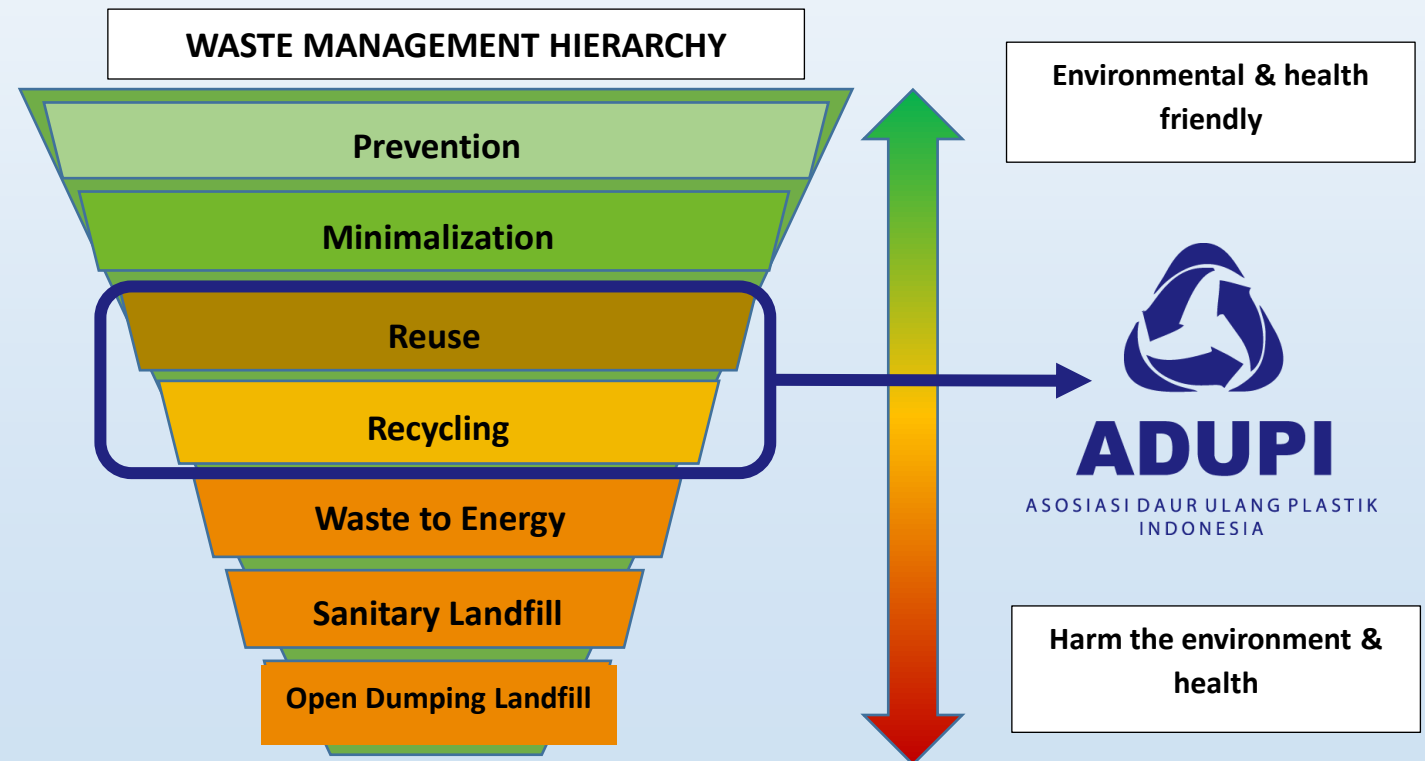 WASTE MANAGEMENT HIERARCHY
Prevention
Minimalization
Reuse
Recycling
Waste to Energy
Sanitary Landfill
Open Dumping Landfill
Environmental & health
friendly
ADUPI
ASOSIASI DAUR ULANG PLASTIK
INDONESIA
Harm the environment &
health